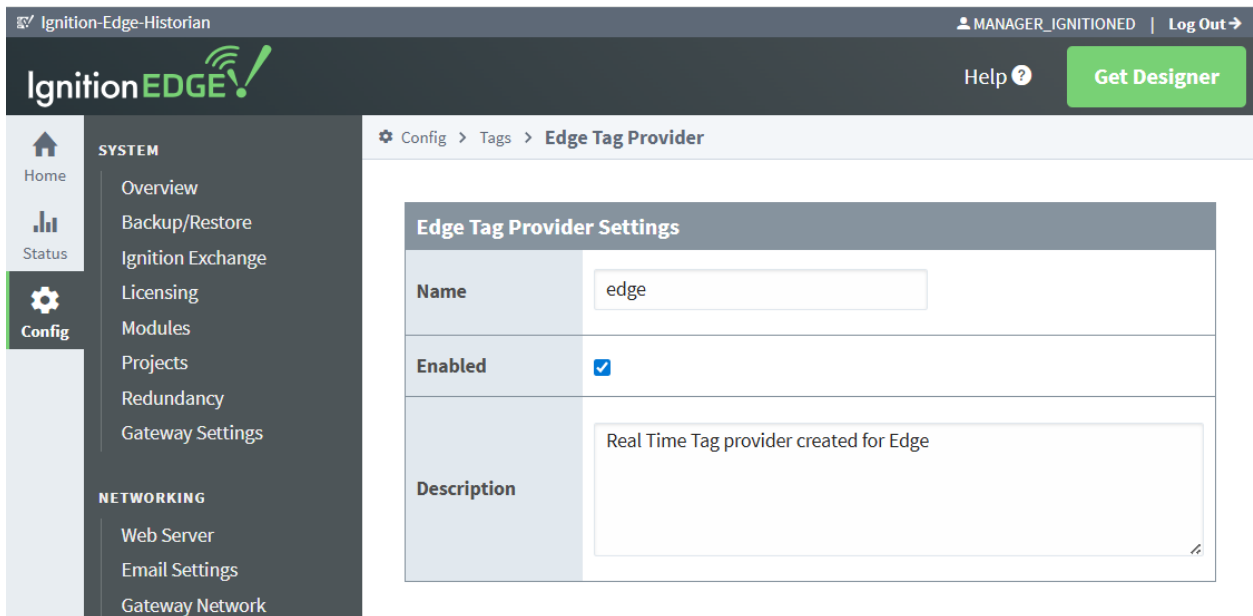 Ignition-Edge-Historian
MANAGER_IGNITIONED | Log Out
Ignition EDGE!
Help ?
Get Designer
Home
Status
Config
SYSTEM
Overview
Backup/Restore
Ignition Exchange
Licensing
Modules
Projects
Redundancy
Gateway Settings
NETWORKING
Web Server
Email Settings
Gateway Network
Config > Tags > Edge Tag Provider
Edge Tag Provider Settings
Name
edge
Enabled
Description
Real Time Tag provider created for Edge